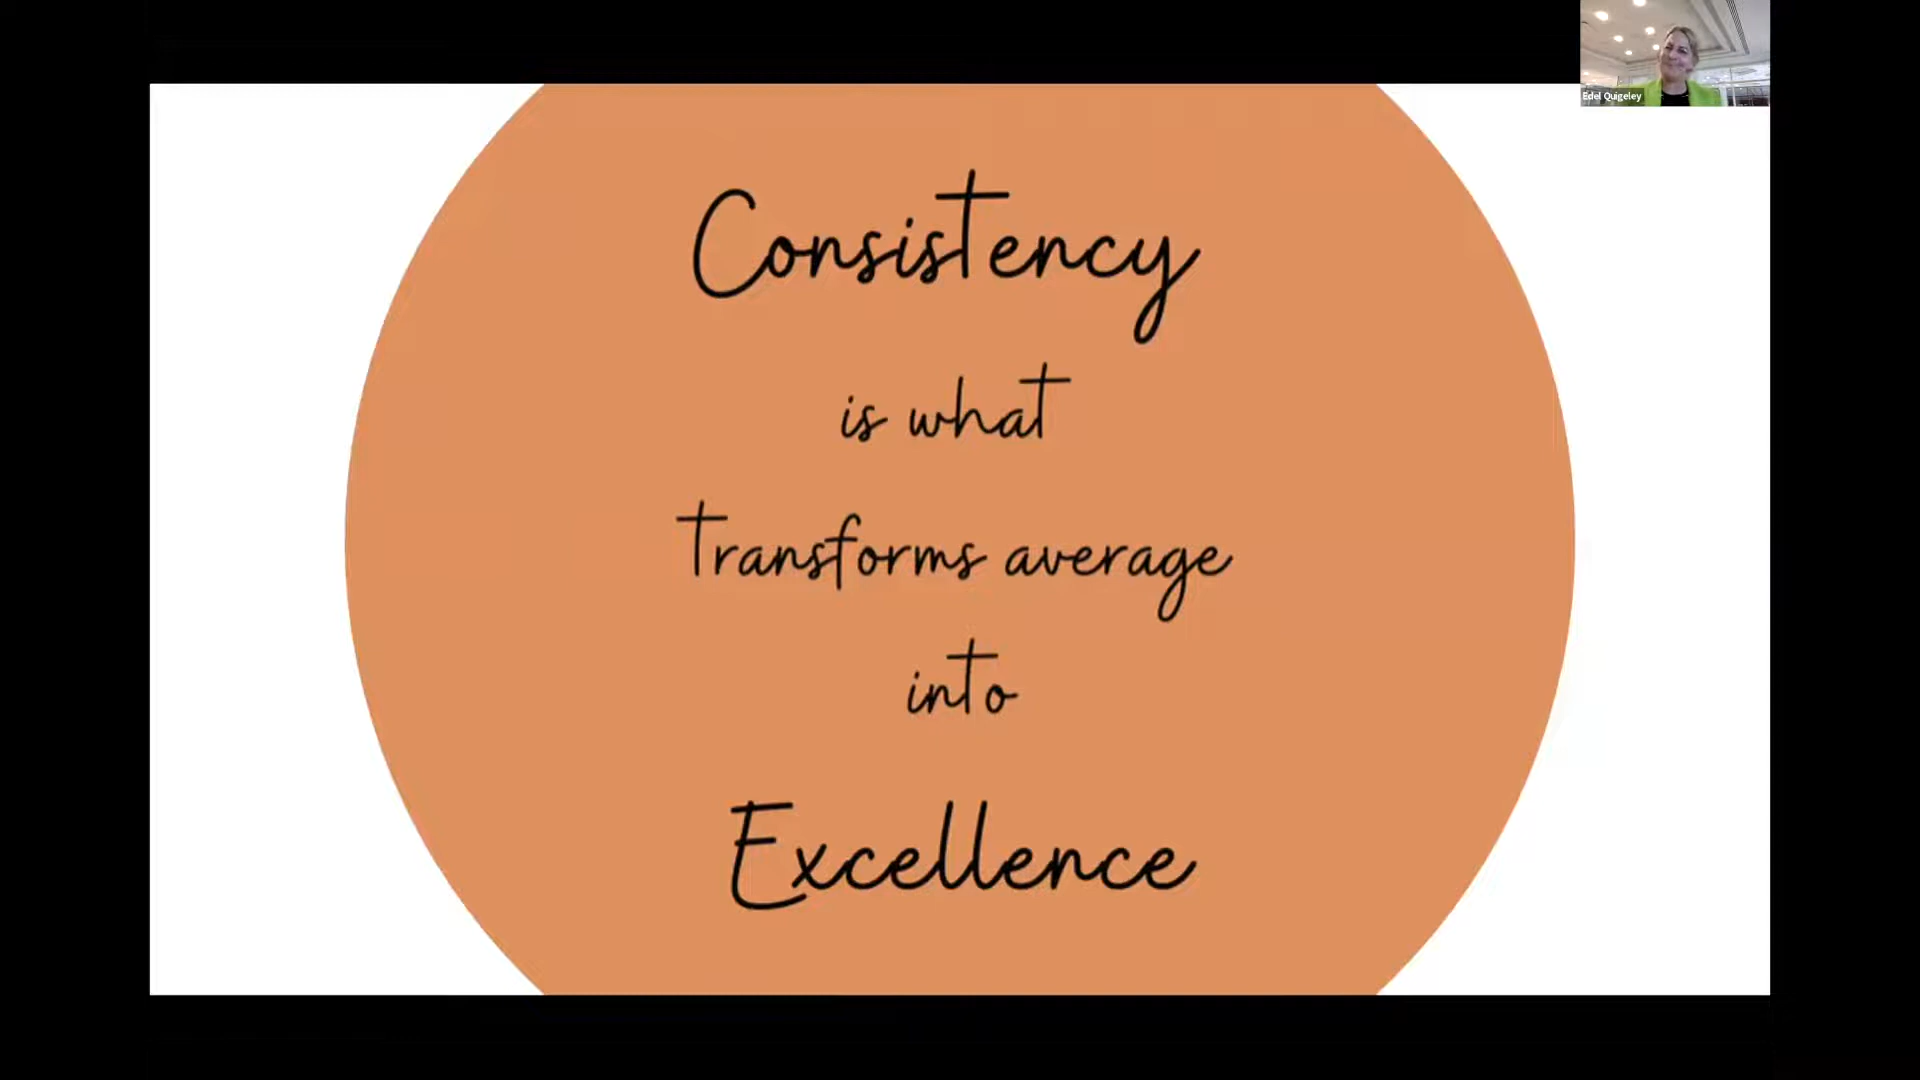 Edel Quigeley
Consistency
is what
Transforms average
into
Excellence